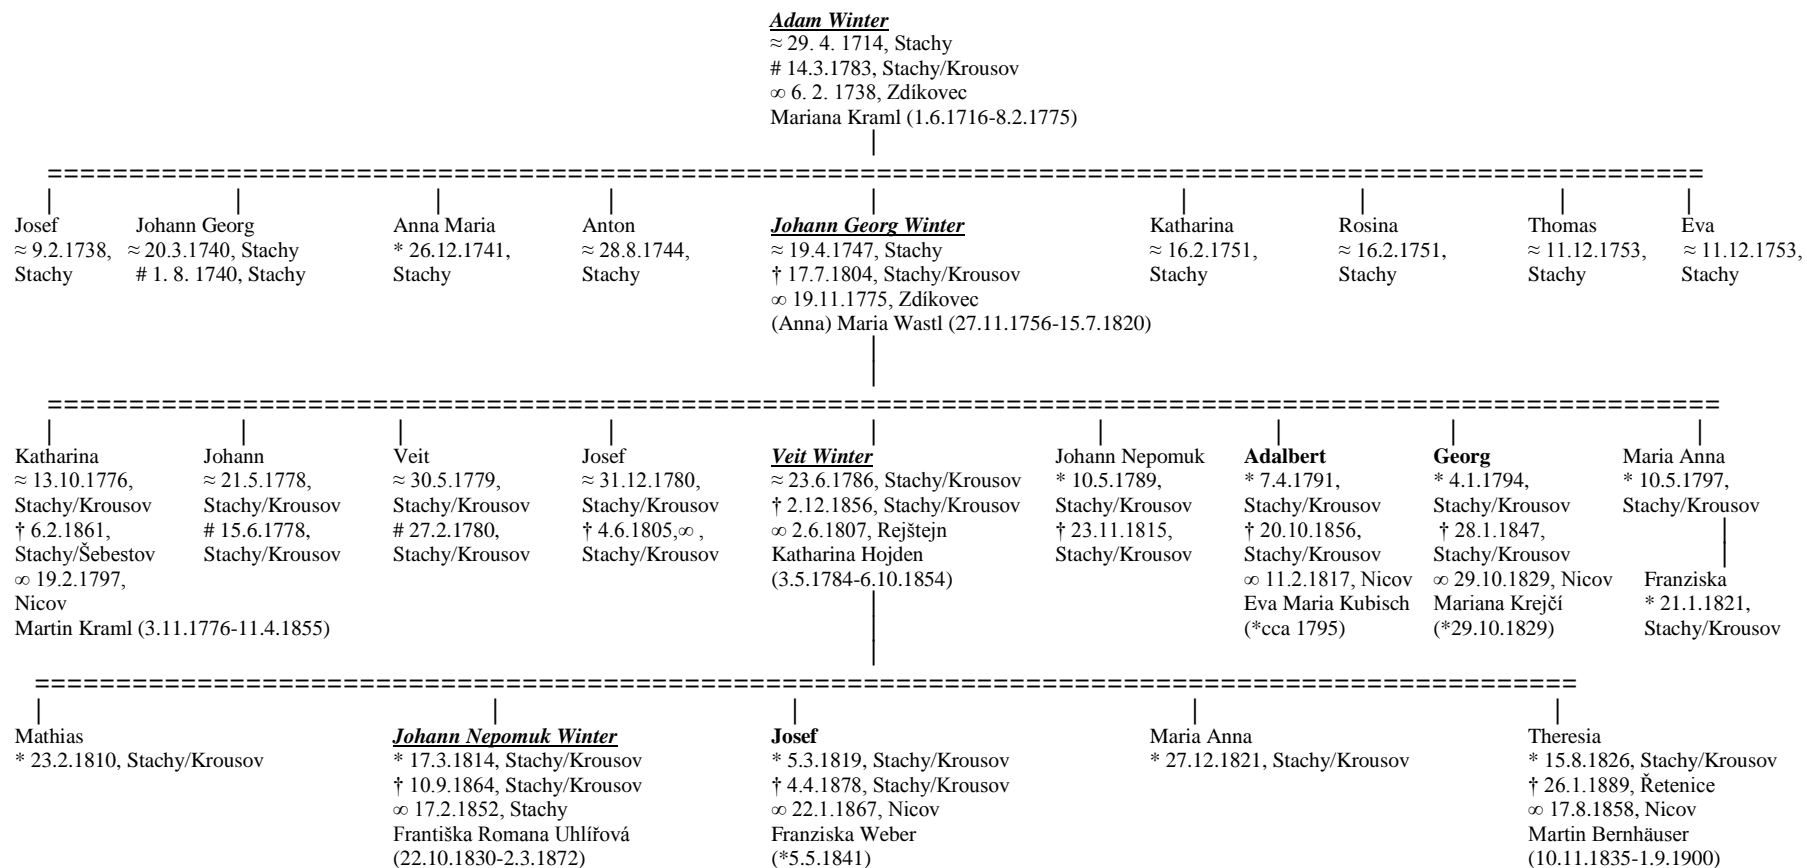 Adam Winter
≈ 29. 4. 1714, Stachy
# 14.3.1783, Stachy/Krousov
∞ 6. 2. 1738, Zdíkovec
Mariana Kraml (1.6.1716-8.2.1775)
Josef
≈ 9.2.1738,
Stachy
Johann Georg
≈ 20.3.1740, Stachy
# 1. 8. 1740, Stachy
Anna Maria
* 26.12.1741,
Stachy
Anton
≈ 28.8.1744,
Stachy
Johann Georg Winter
≈ 19.4.1747, Stachy
† 17.7.1804, Stachy/Krousov
∞ 19.11.1775, Zdíkovec
(Anna) Maria Wastl (27.11.1756-15.7.1820)
Katharina
≈ 16.2.1751,
Stachy
Rosina
≈ 16.2.1751,
Stachy
Thomas
≈ 11.12.1753,
Stachy
Eva
≈ 11.12.1753,
Stachy
Katharina
≈ 13.10.1776,
Stachy/Krousov
† 6.2.1861,
Stachy/Šebestov
∞ 19.2.1797,
Nicov
Martin Kraml (3.11.1776-11.4.1855)
Johann
≈ 21.5.1778,
Stachy/Krousov
# 15.6.1778,
Stachy/Krousov
Veit
≈ 30.5.1779,
Stachy/Krousov
# 27.2.1780,
Stachy/Krousov
Josef
≈ 31.12.1780,
Stachy/Krousov
† 4.6.1805,∞ ,
Stachy/Krousov
Veit Winter
≈ 23.6.1786, Stachy/Krousov
† 2.12.1856, Stachy/Krousov
∞ 2.6.1807, Rejštejn
Katharina Hojden
(3.5.1784-6.10.1854)
Johann Nepomuk
* 10.5.1789,
Stachy/Krousov
† 23.11.1815,
Stachy/Krousov
Adalbert
* 7.4.1791,
Stachy/Krousov
† 20.10.1856,
Stachy/Krousov
∞ 11.2.1817, Nicov
Eva Maria Kubisch
(*cca 1795)
Georg
* 4.1.1794,
Stachy/Krousov
† 28.1.1847,
Stachy/Krousov
∞ 29.10.1829, Nicov
Mariana Krejčí
(*29.10.1829)
Maria Anna
* 10.5.1797,
Stachy/Krousov
Franziska
* 21.1.1821,
Stachy/Krousov
Mathias
* 23.2.1810, Stachy/Krousov
Johann Nepomuk Winter
* 17.3.1814, Stachy/Krousov
† 10.9.1864, Stachy/Krousov
∞ 17.2.1852, Stachy
Františka Romana Uhlířová
(22.10.1830-2.3.1872)
Josef
* 5.3.1819, Stachy/Krousov
† 4.4.1878, Stachy/Krousov
∞ 22.1.1867, Nicov
Franziska Weber
(*5.5.1841)
Maria Anna
* 27.12.1821, Stachy/Krousov
Theresia
* 15.8.1826, Stachy/Krousov
† 26.1.1889, Řetenice
∞ 17.8.1858, Nicov
Martin Bernhäuser
(10.11.1835-1.9.1900)